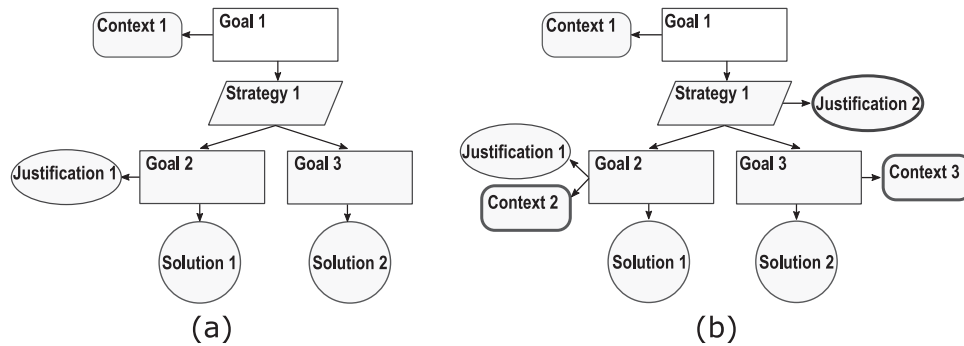 Context 1
Goal 1
Strategy 1
Justification 1
Goal 2
Goal 3
Solution 1
Solution 2
(a)
Context 1
Goal 1
Strategy 1
Justification 2
Justification 1
Goal 2
Goal 3
Context 3
Context 2
Solution 1
Solution 2
(b)